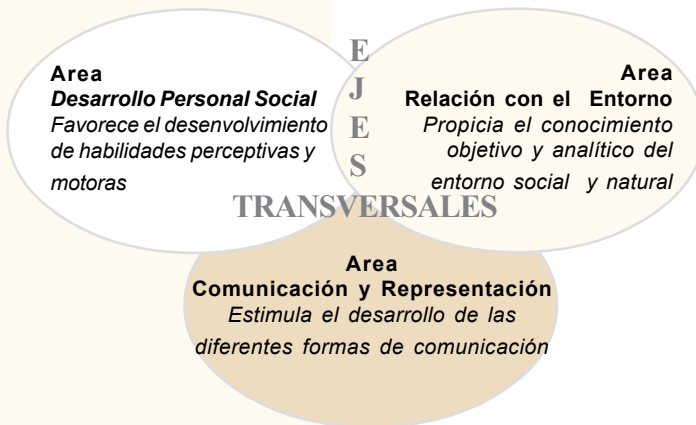 E
J
E
S
TRANSVERSALES
Area
Desarrollo Personal Social
Favorece el desenvolvimiento
de habilidades perceptivas y
motoras
Area
Relación con el Entorno
Propicia el conocimiento
objetivo y analítico del
entorno social y natural
Area
Comunicación y Representación
Estimula el desarrollo de las
diferentes formas de comunicación